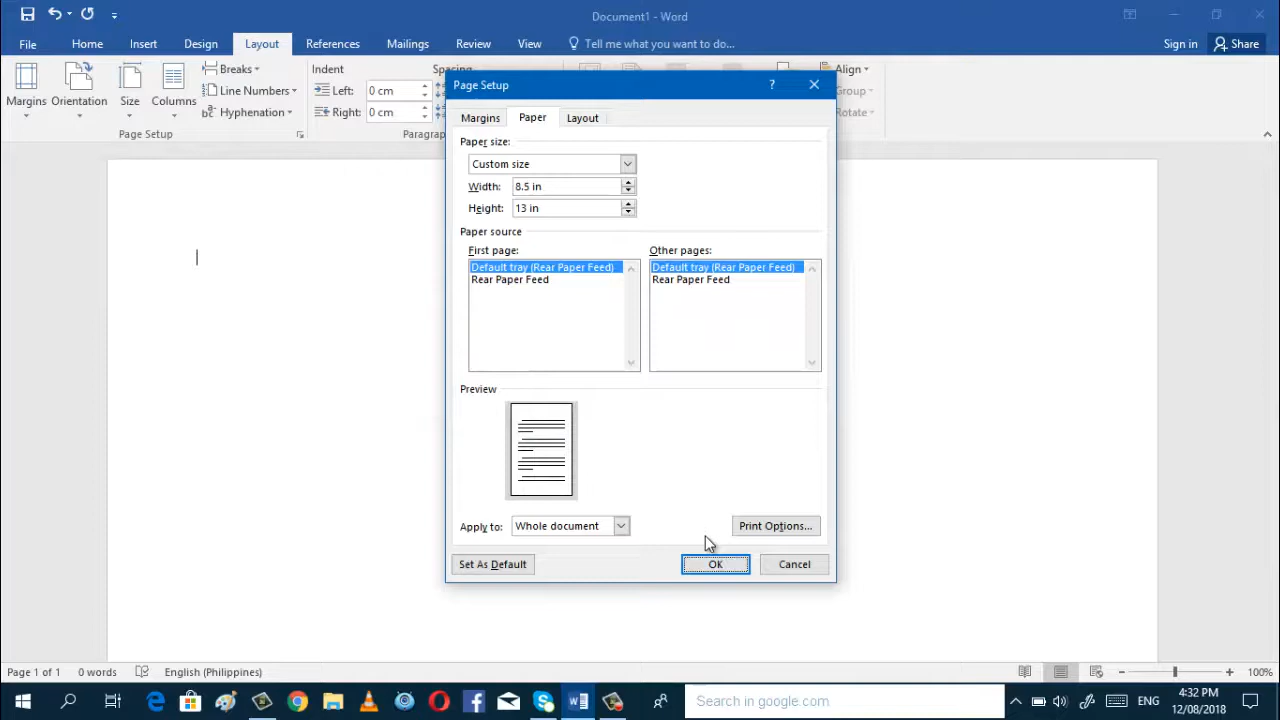 Document1 - Word
File Home Insert Design Layout References Mailings Review View Tell me what you want to do... Sign in Share
Margins Orientation Size Columns
Breaks
Line Numbers
Hyphenation
Page Setup
Indent Spacing
Left: 0 cm
Right: 0 cm
Paragraph
Align
Group
Rotate
Page Setup ?
Margins Paper Layout
Paper size:
Custom size
Width: 8.5 in
Height: 13 in
Paper source
First page: Other pages:
Default tray (Rear Paper Feed) Default tray (Rear Paper Feed)
Rear Paper Feed Rear Paper Feed
Preview
Apply to: Whole document Print Options...
Set As Default OK Cancel
Page 1 of 1 0 words English (Philippines) 100%
Search in google.com ENG 4:32 PM
12/08/2018